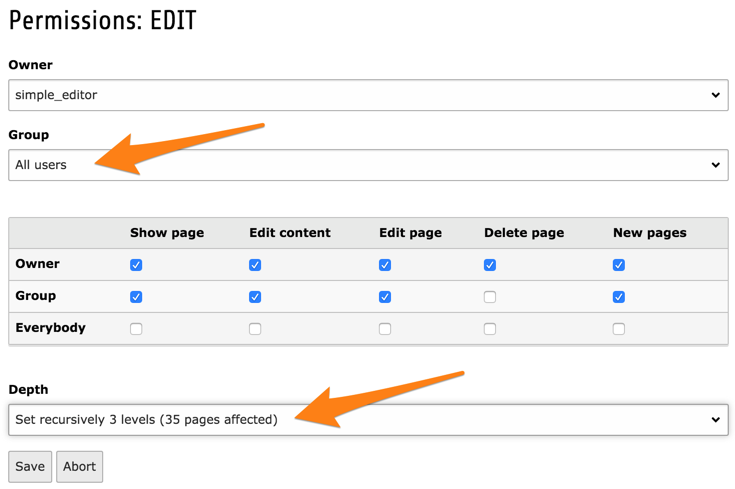 Permissions: EDIT
Owner
simple_editor
Group
All users
Show page Edit content Edit page Delete page New pages
Owner
Group
Everybody
Depth
Set recursively 3 levels (35 pages affected)
Save Abort